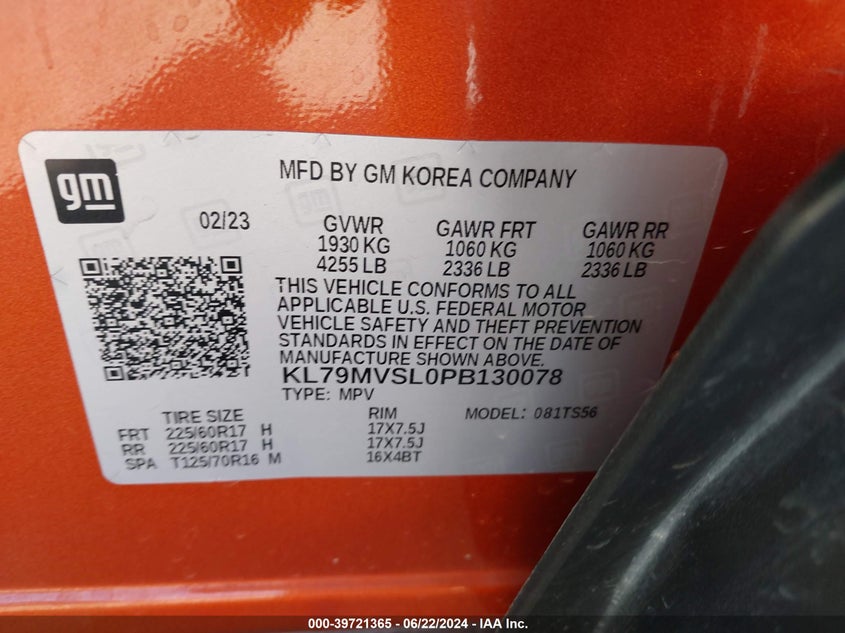 gm
MFD BY GM KOREA COMPANY
02/23 GVWR GAWR FRT GAWR RR
1930 KG 1060 KG 1060 KG
4255 LB 2336 LB 2336 LB
THIS VEHICLE CONFORMS TO ALL
APPLICABLE U.S. FEDERAL MOTOR
VEHICLE SAFETY AND THEFT PREVENTION
STANDARDS IN EFFECT ON THE DATE OF
MANUFACTURE SHOWN ABOVE.
KL79MVSL0PB130078
TYPE: MPV
TIRE SIZE RIM MODEL: 081TS56
FRT 225/60R17 H 17X7.5J
RR 225/60R17 H 17X7.5J
SPA T125/70R16 M 16X4BT
000-39721365 - 06/22/2024 - IAA Inc.